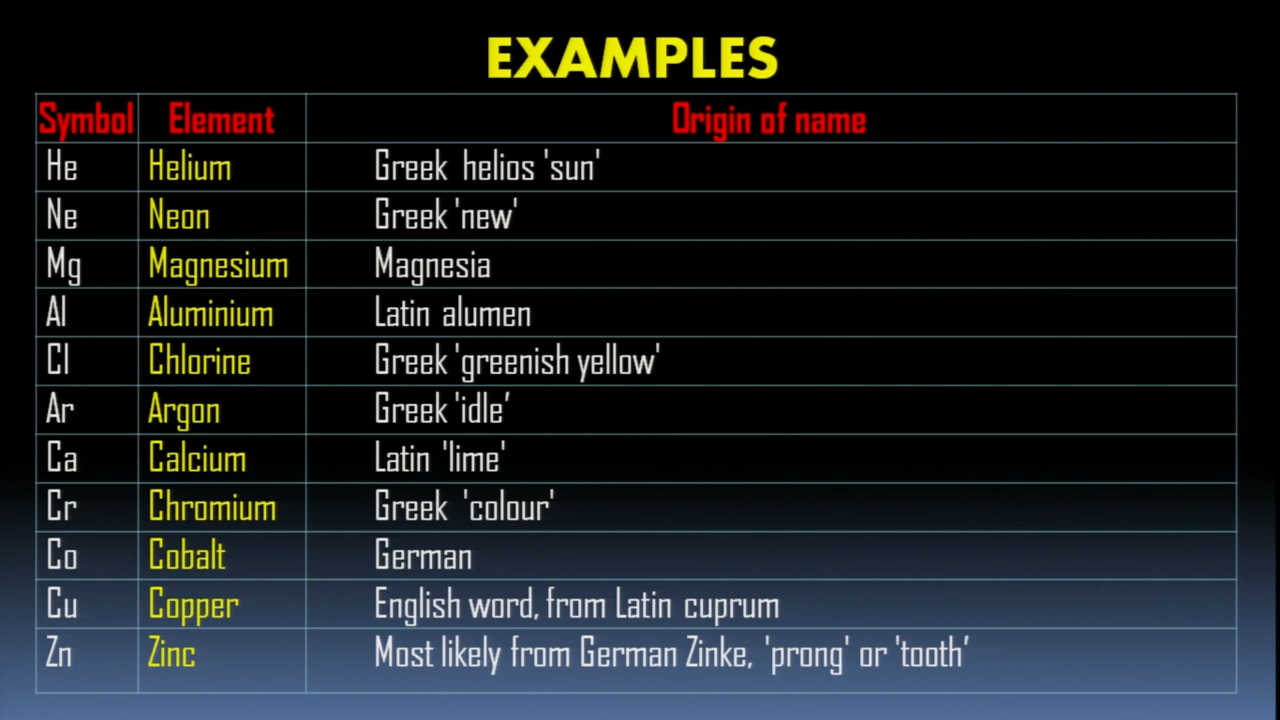 EXAMPLES
Symbol Element Origin of name
He Helium Greek helios 'sun'
Ne Neon Greek 'new'
Mg Magnesium Magnesia
Al Aluminium Latin alumen
Cl Chlorine Greek 'greenish yellow'
Ar Argon Greek 'idle’
Ca Calcium Latin 'lime'
Cr Chromium Greek 'colour'
Co Cobalt German
Cu Copper English word, from Latin cuprum
Zn Zinc Most likely from German Zinke, 'prong' or 'tooth’